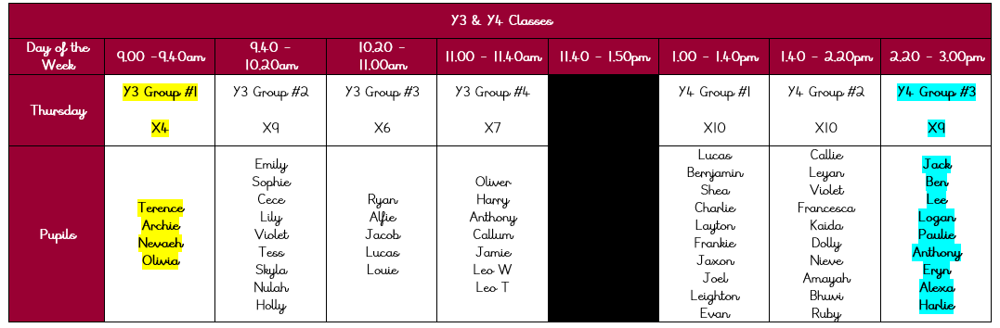 Y3 & Y4 Classes
Day of the Week
9.00 -9.40am
9.40 - 10.20am
10.20 - 11.00am
11.00 - 11.40am
11.40 - 1.50pm
1.00 - 1.40pm
1.40 - 2.20pm
2.20 - 3.00pm
Thursday
Y3 Group #1
X4
Y3 Group #2
X9
Y3 Group #3
X6
Y3 Group #4
X7
Y4 Group #1
X10
Y4 Group #2
X10
Y4 Group #3
X9
Pupils
Terence
Archie
Nevaeh
Olivia
Emily
Sophie
Cece
Lily
Violet
Tess
Skyla
Nulah
Holly
Ryan
Alfie
Jacob
Lucas
Louie
Oliver
Harry
Anthony
Callum
Jamie
Leo W
Leo T
Lucas
Bernjamin
Shea
Charlie
Layton
Frankie
Jaxon
Joel
Leighton
Evan
Callie
Leyan
Violet
Francesca
Kaida
Dolly
Nieve
Amayah
Bhuvi
Ruby
Jack
Ben
Lee
Logan
Paulie
Anthony
Eryn
Alexa
Harlie